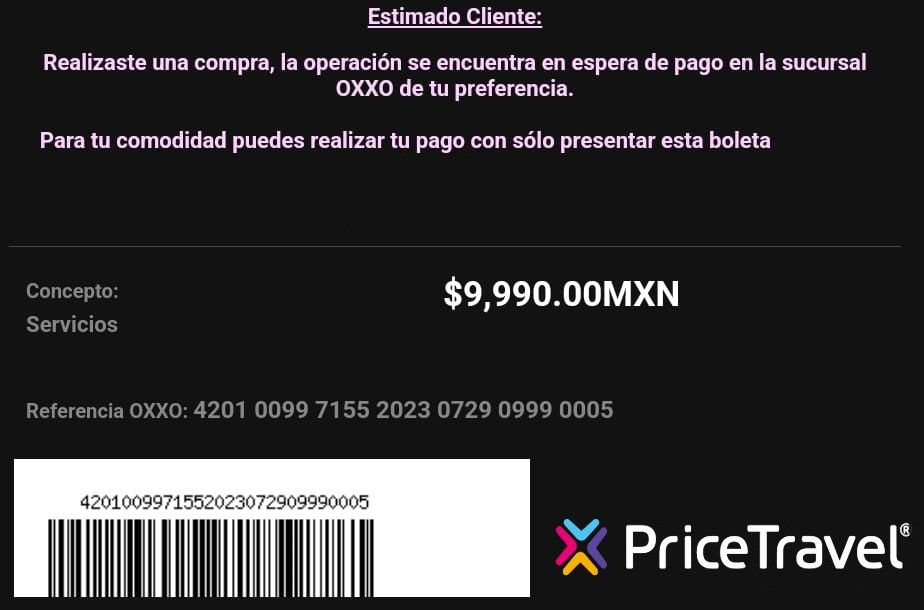 Estimado Cliente:
Realizaste una compra, la operación se encuentra en espera de pago en la sucursal
OXXO de tu preferencia.
Para tu comodidad puedes realizar tu pago con sólo presentar esta boleta
Concepto:
$9,990.00MXN
Servicios
Referencia OXXO: 4201 0099 7155 2023 0729 0999 0005
4201009971552023072909990005
PriceTravel®